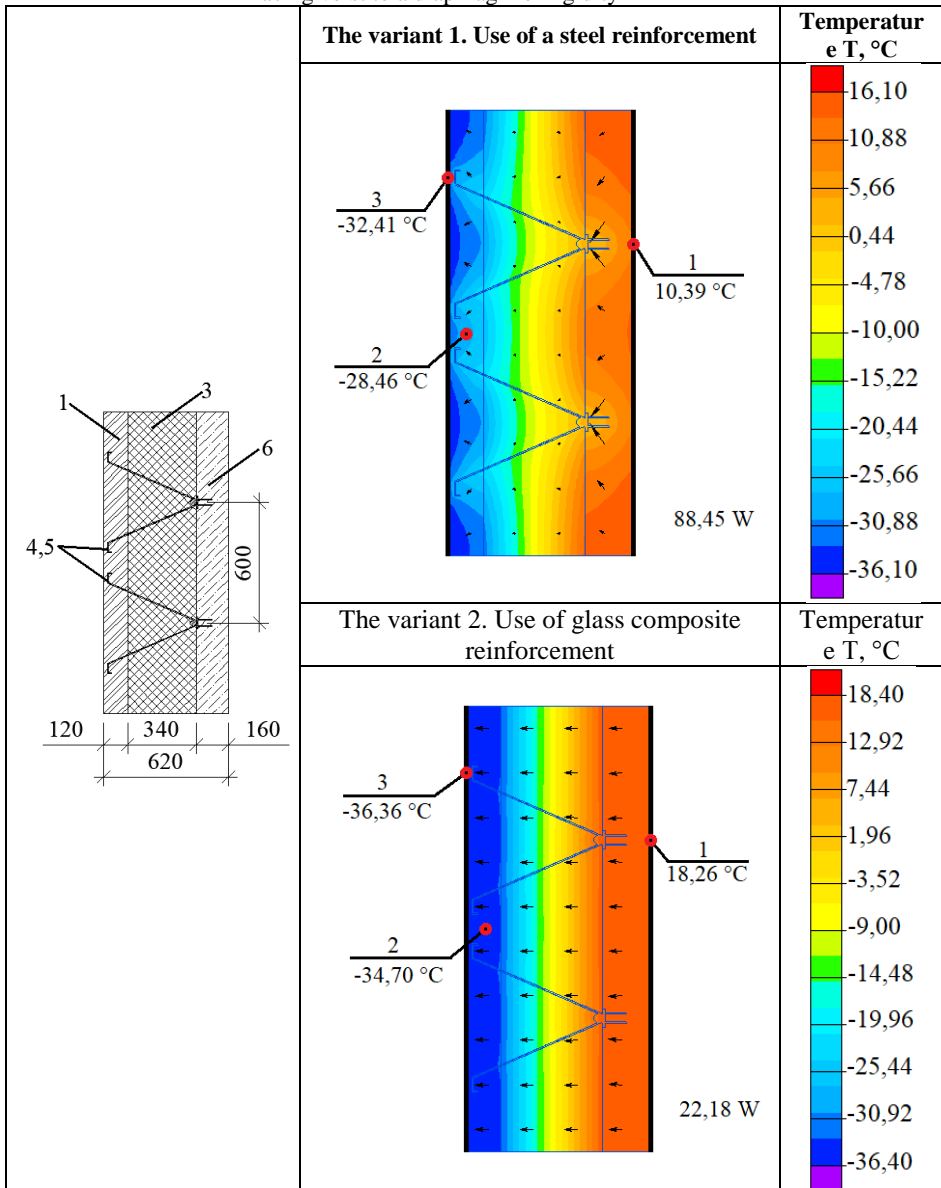 The variant 1. Use of a steel reinforcement
Temperatur
e T, °C
1
3
6
4,5
600
120
340
160
620
3
-32,41 °C
1
10,39 °C
2
-28,46 °C
88,45 W
16,10
10,88
5,66
0,44
-4,78
-10,00
-15,22
-20,44
-25,66
-30,88
-36,10
The variant 2. Use of glass composite
reinforcement
Temperatur
e T, °C
3
-36,36 °C
1
18,26 °C
2
-34,70 °C
22,18 W
18,40
12,92
7,44
1,96
-3,52
-9,00
-14,48
-19,96
-25,44
-30,92
-36,40